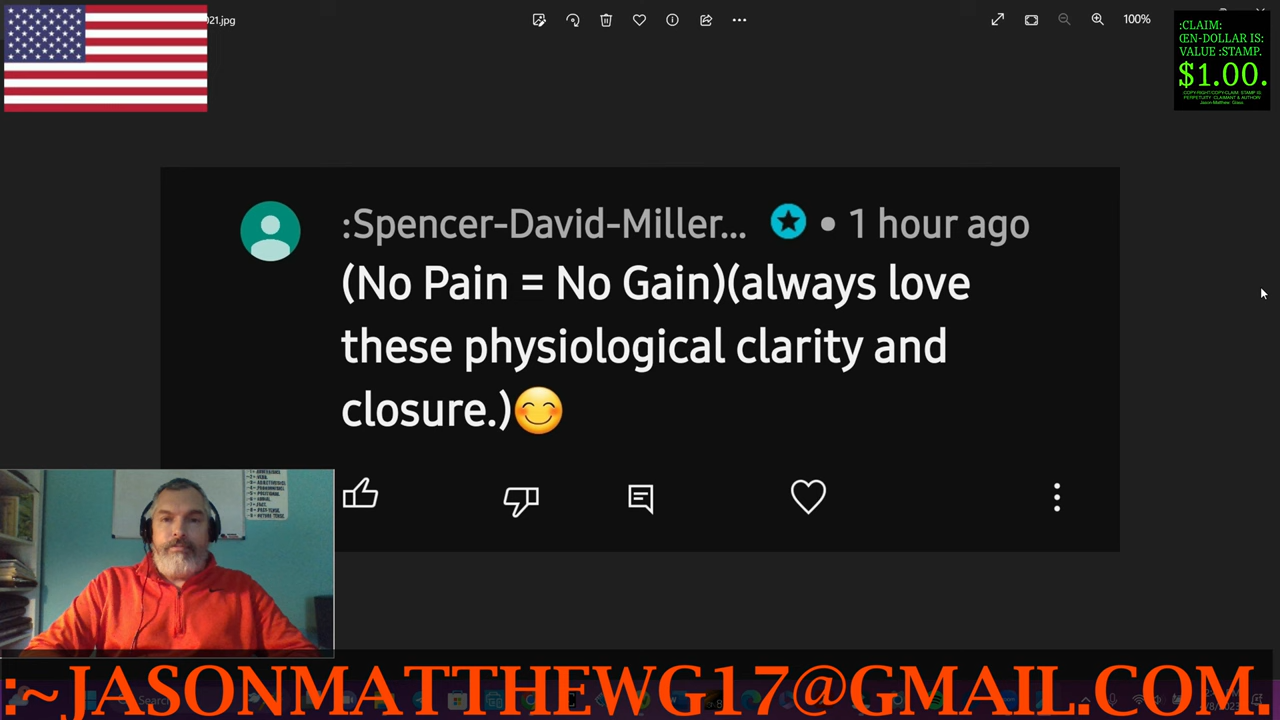 021.jpg
100%
:CLAIM:
ŒN-DOLLAR IS:
VALUE :STAMP.
$1.00.
:Spencer-David-Miller... • 1 hour ago
(No Pain = No Gain)(always love
these physiological clarity and
closure.)😊
:~JASONMATTHEWG17@GMAIL.COM.